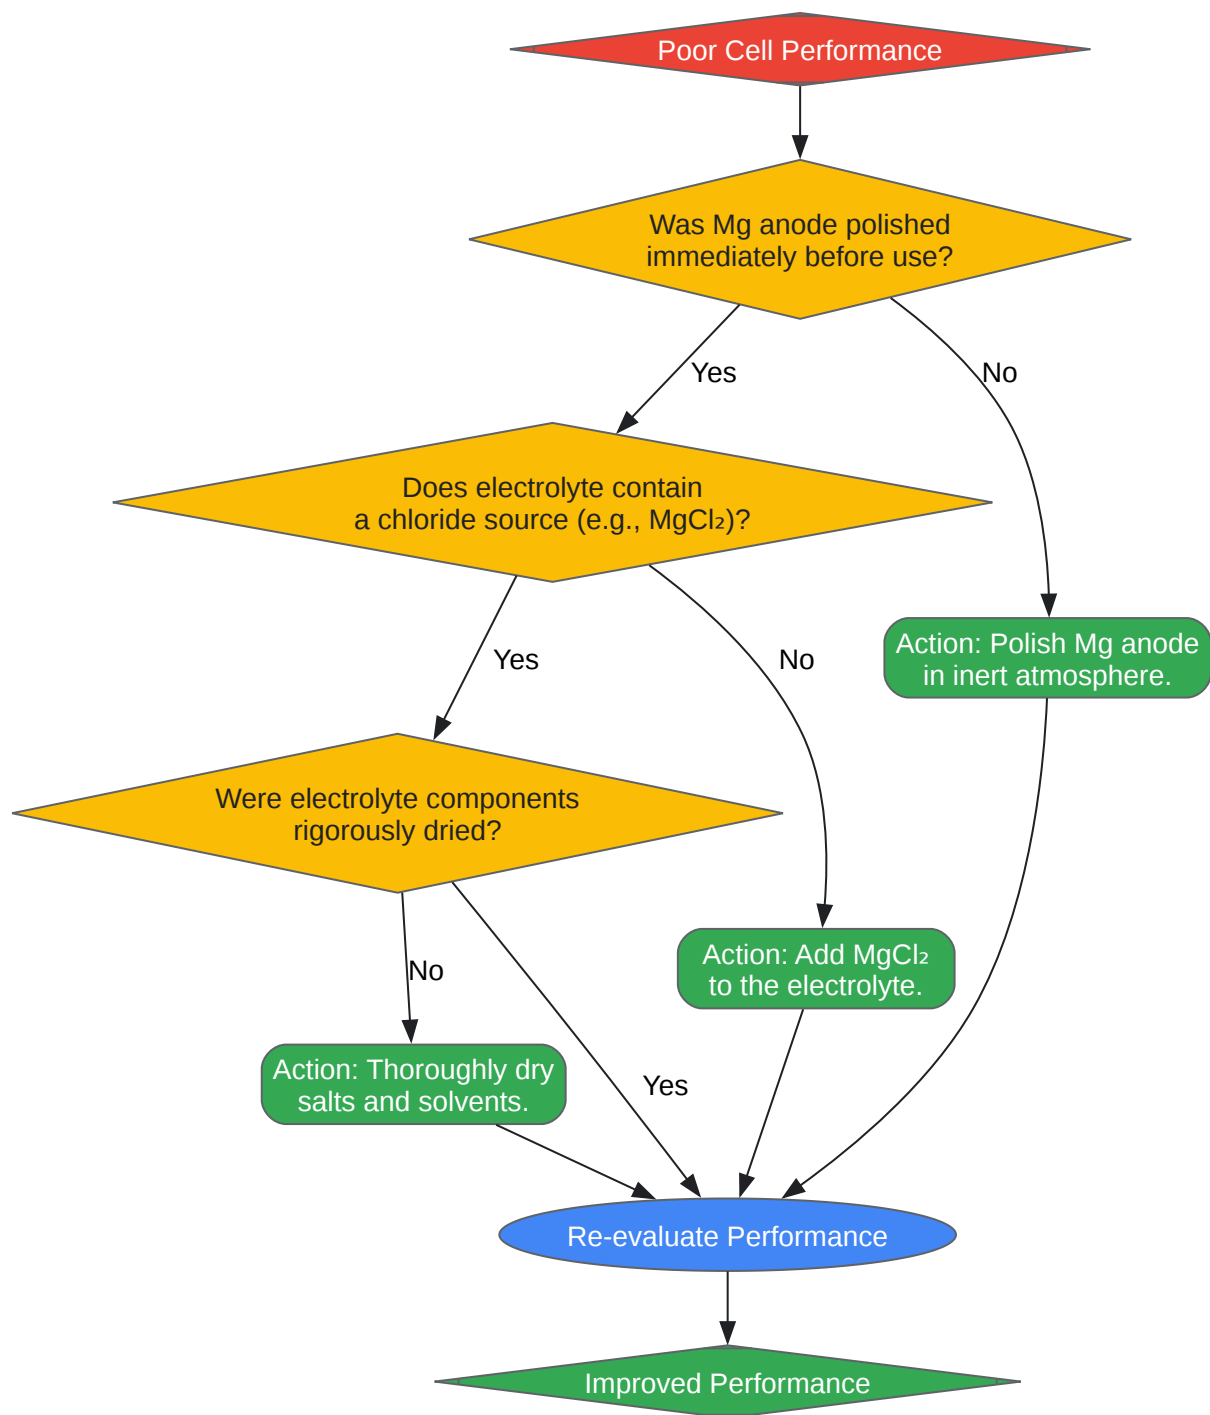 Poor Cell Performance
Was Mg anode polished
immediately before use?
Yes
No
Does electrolyte contain
a chloride source (e.g., MgCl₂)?
Yes
No
Action: Polish Mg anode
in inert atmosphere.
Were electrolyte components
rigorously dried?
No
Yes
Action: Add MgCl₂
to the electrolyte.
Action: Thoroughly dry
salts and solvents.
Re-evaluate Performance
Improved Performance